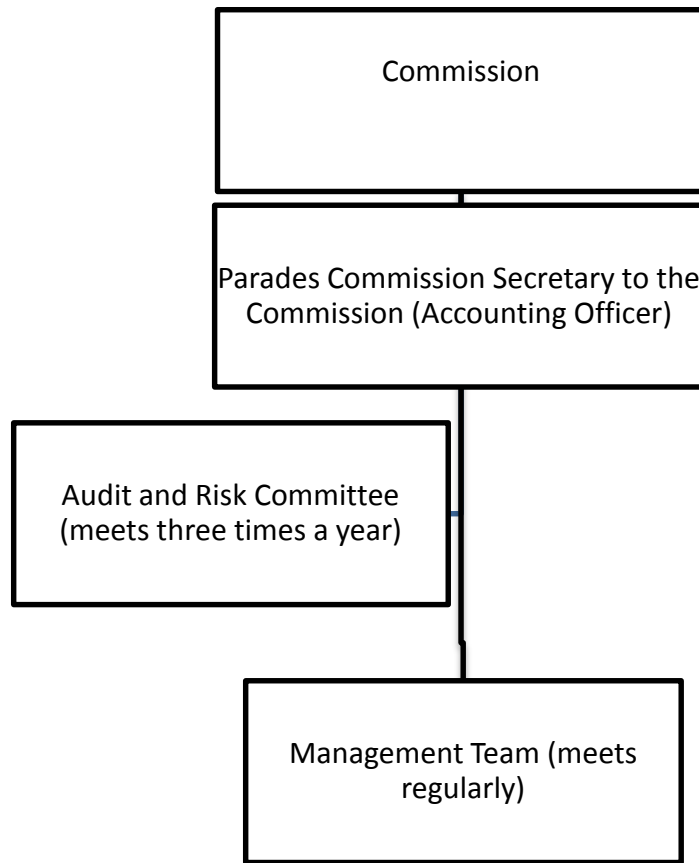 Commission
Parades Commission Secretary to the
Commission (Accounting Officer)
Audit and Risk Committee
(meets three times a year)
Management Team (meets
regularly)